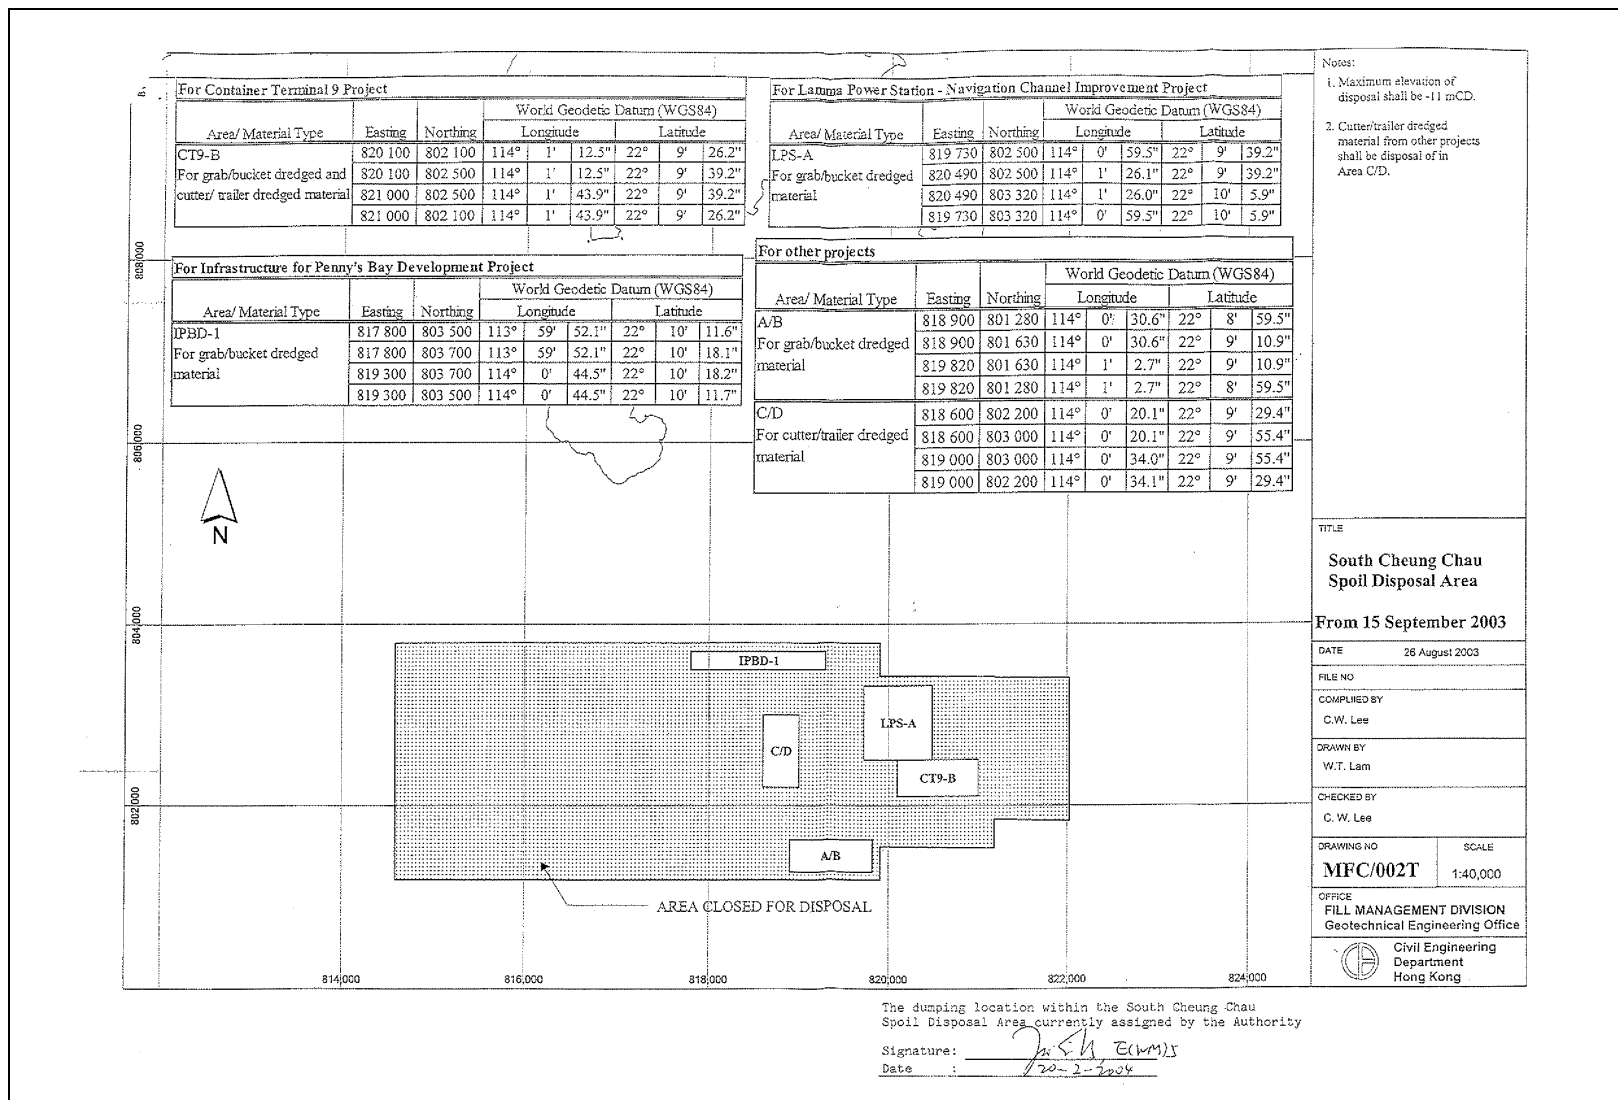 For Container Terminal 9 Project
World Geodetic Datum (WGS84)
Area/ Material Type Easting Northing Longitude Latitude
CT9-B 820 100 802 100 114° 1' 12.5" 22° 9' 26.2"
For grab/bucket dredged and 820 100 802 500 114° 1' 12.5" 22° 9' 39.2"
cutter/ trailer dredged material 821 000 802 500 114° 1' 43.9" 22° 9' 39.2"
821 000 802 100 114° 1' 43.9" 22° 9' 26.2"
For Lamma Power Station - Navigation Channel Improvement Project
World Geodetic Datum (WGS84)
Area/ Material Type Easting Northing Longitude Latitude
LPS-A 819 730 802 500 114° 0' 59.5" 22° 9' 39.2"
For grab/bucket dredged 820 490 802 500 114° 1' 26.1" 22° 9' 39.2"
material 820 490 803 320 114° 1' 26.0" 22° 10' 5.9"
819 730 803 320 114° 0' 59.5" 22° 10' 5.9"
For Infrastructure for Penny's Bay Development Project
World Geodetic Datum (WGS84)
Area/ Material Type Easting Northing Longitude Latitude
IPBD-1 817 800 803 500 113° 59' 52.1" 22° 10' 11.6"
For grab/bucket dredged 817 800 803 700 113° 59' 52.1" 22° 10' 18.1"
material 819 300 803 700 114° 0' 44.5" 22° 10' 18.2"
819 300 803 500 114° 0' 44.5" 22° 10' 11.7"
For other projects
World Geodetic Datum (WGS84)
Area/ Material Type Easting Northing Longitude Latitude
A/B 818 900 801 280 114° 0' 30.6" 22° 8' 59.5"
For grab/bucket dredged 818 900 801 630 114° 0' 30.6" 22° 9' 10.9"
material 819 820 801 630 114° 1' 2.7" 22° 9' 10.9"
819 820 801 280 114° 1' 2.7" 22° 8' 59.5"
C/D 818 600 802 200 114° 0' 20.1" 22° 9' 29.4"
For cutter/trailer dredged 818 600 803 000 114° 0' 20.1" 22° 9' 55.4"
material 819 000 803 000 114° 0' 34.0" 22° 9' 55.4"
819 000 802 200 114° 0' 34.1" 22° 9' 29.4"
808,000
806,000
804,000
802,000
N
IPBD-1
LPS-A
C/D
CT9-B
A/B
AREA CLOSED FOR DISPOSAL
814,000 816,000 818,000 820,000 822,000 824,000
Notes:
1. Maximum elevation of
disposal shall be -11 mCD.
2. Cutter/trailer dredged
material from other projects
shall be disposal of in
Area C/D.
TITLE
South Cheung Chau
Spoil Disposal Area
From 15 September 2003
DATE 26 August 2003
FILE NO
COMPLIIED BY
C.W. Lee
DRAWN BY
W.T. Lam
CHECKED BY
C. W. Lee
DRAWING NO SCALE
MFC/002T 1:40,000
OFFICE
FILL MANAGEMENT DIVISION
Geotechnical Engineering Office
Civil Engineering
Department
Hong Kong
The dumping location within the South Cheung Chau
Spoil Disposal Area currently assigned by the Authority
Signature: E(WM)5
Date : 20-2-2004